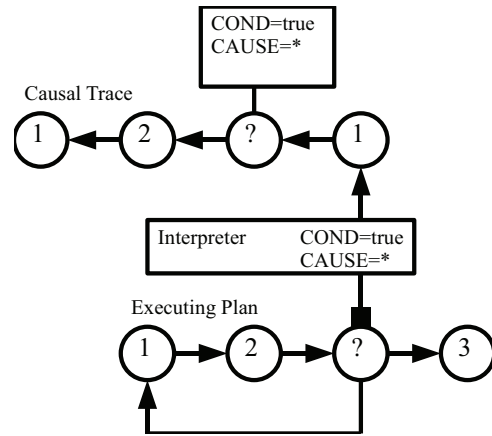 COND=true
CAUSE=*
Causal Trace
1 2 ? 1
Interpreter COND=true
CAUSE=*
Executing Plan
1 2 ? 3